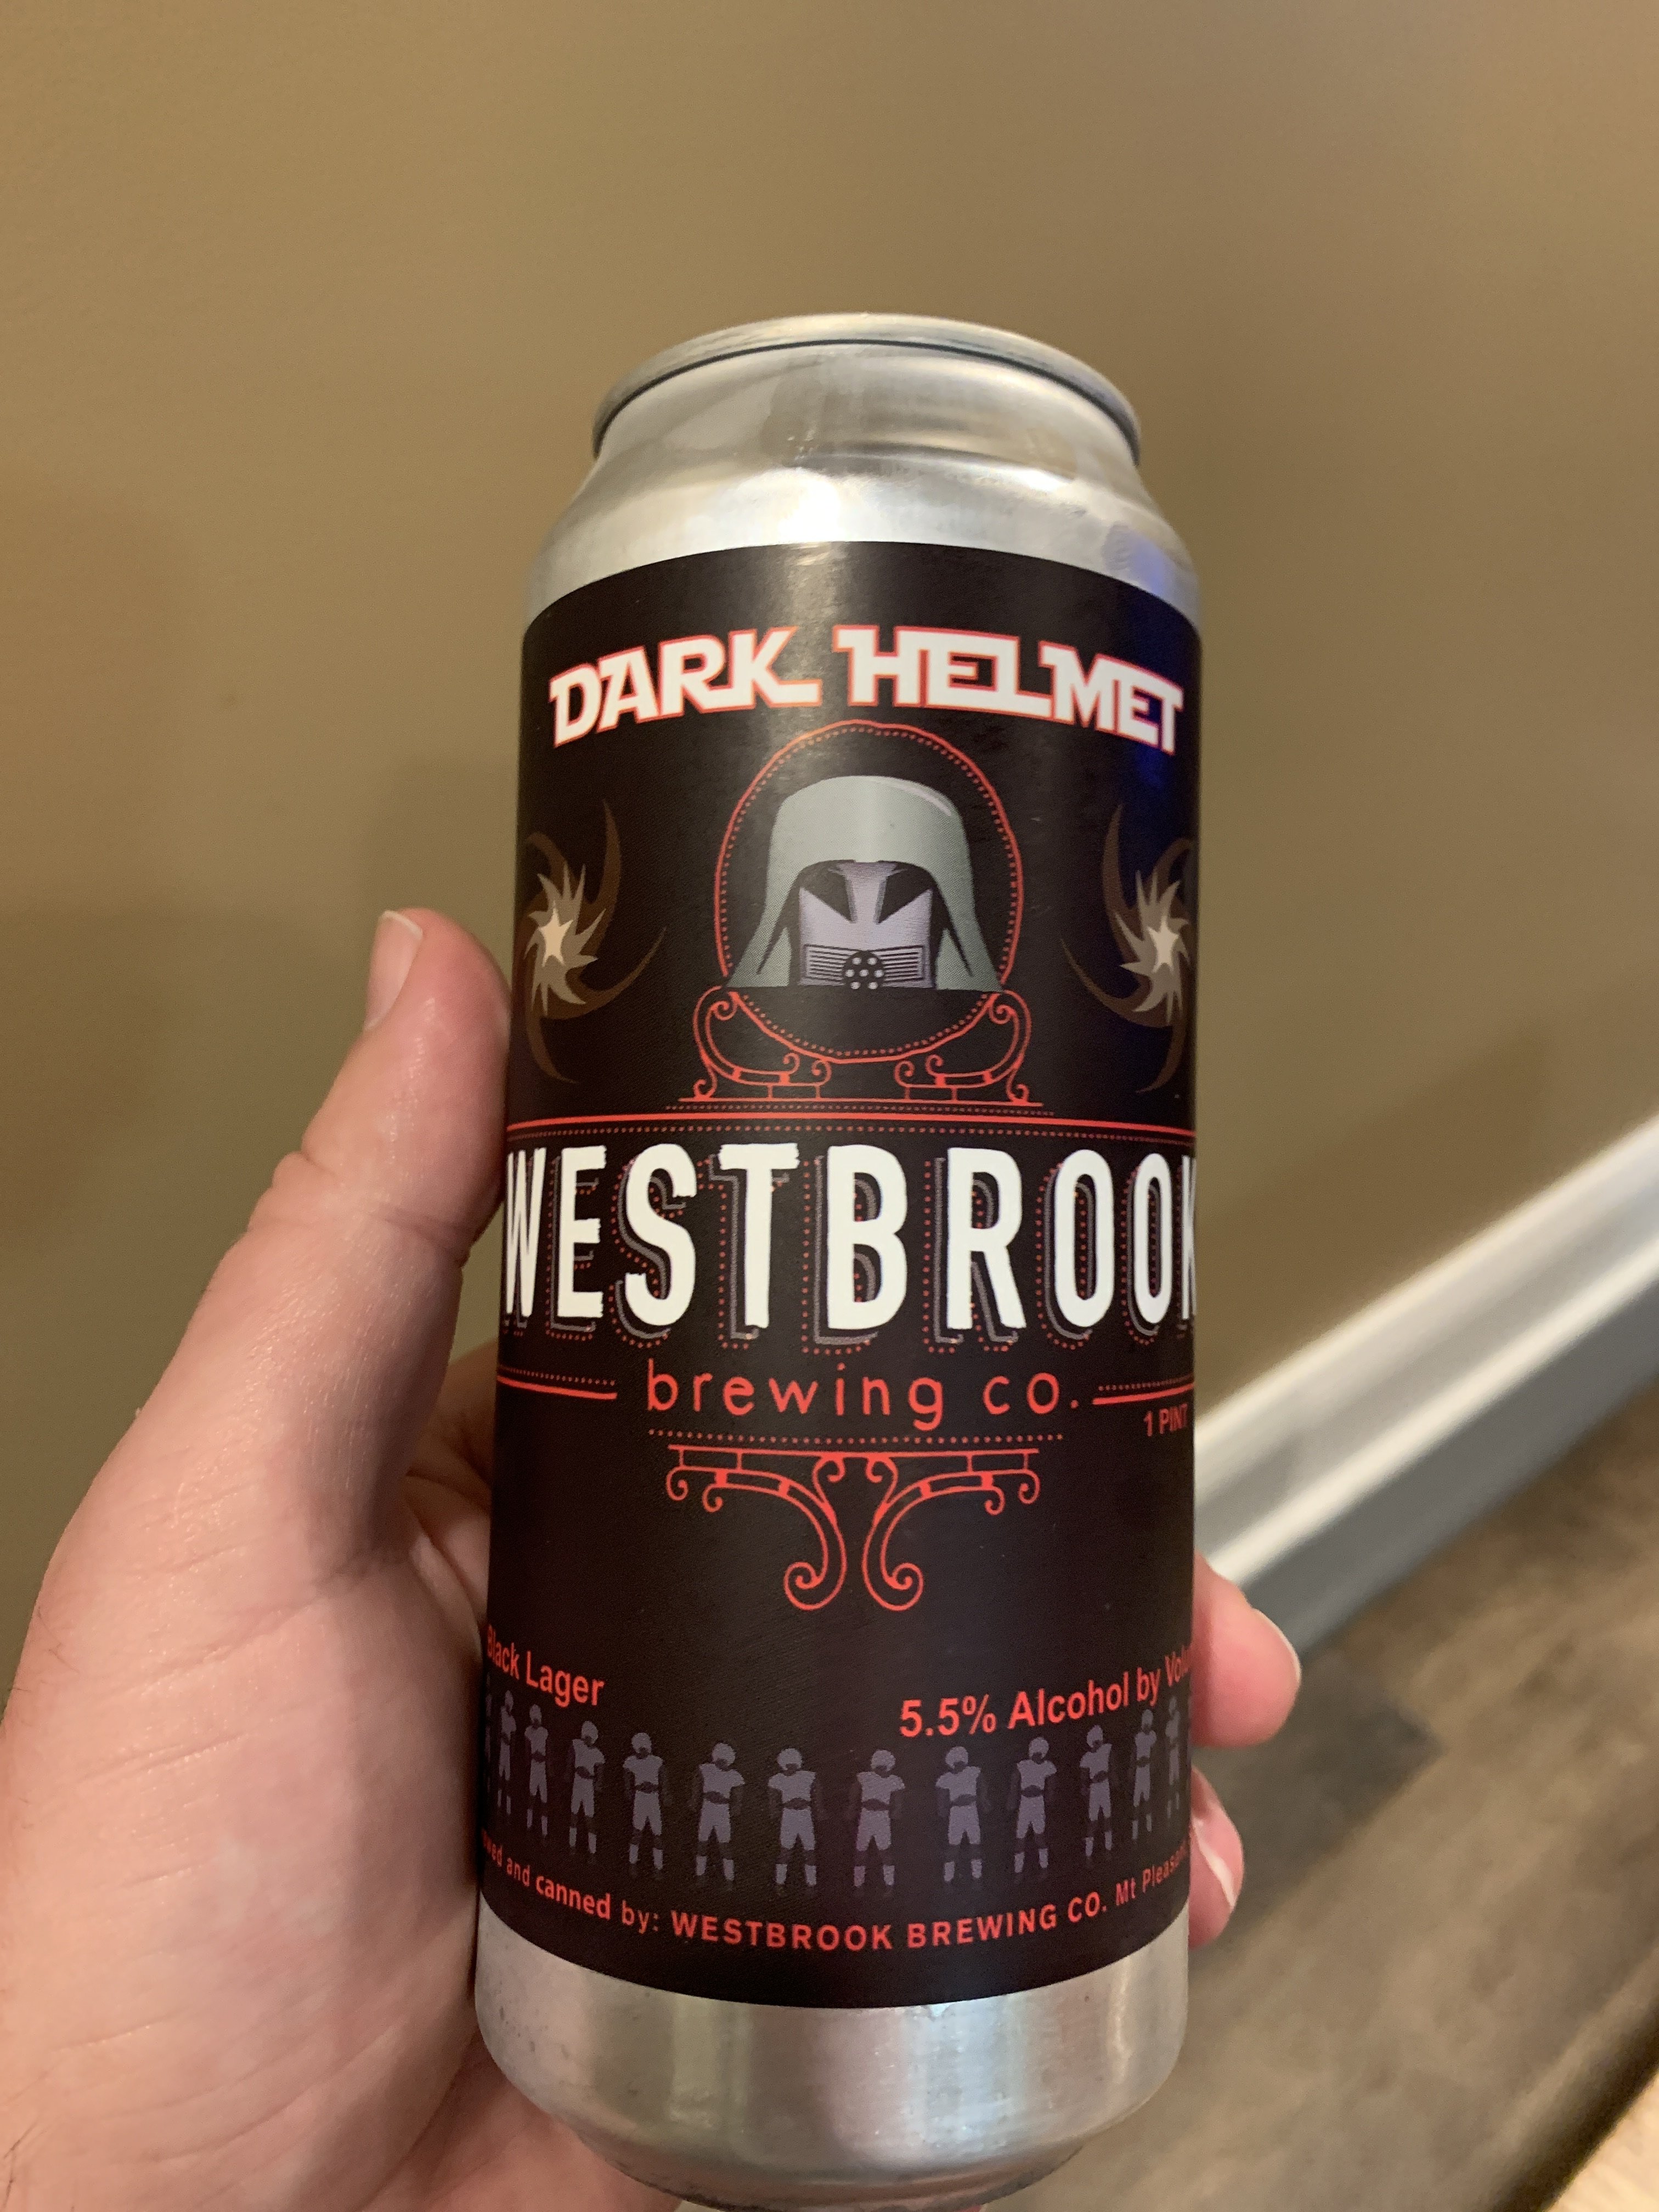 DARK HELMET
WESTBROOK
brewing co.
1 PINT
Black Lager
5.5% Alcohol by
and canned by: WESTBROOK BREWING CO. Mt